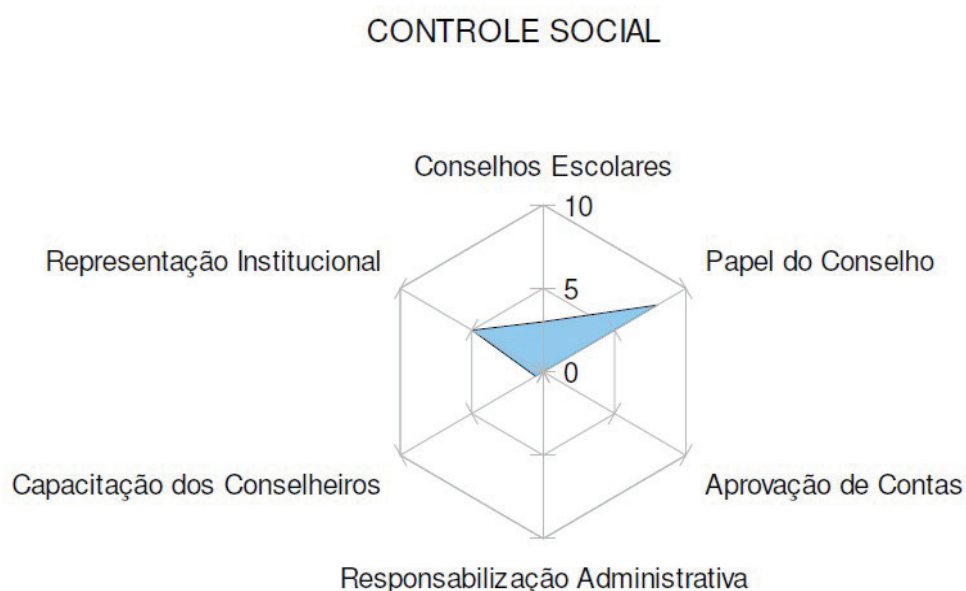 CONTROLE SOCIAL
Conselhos Escolares
10
Representação Institucional
Papel do Conselho
5
0
Capacitação dos Conselheiros
Aprovação de Contas
Responsabilização Administrativa